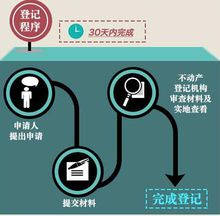 登记
程序
30天内完成
申请人
提出申请
不动产
登记机构
审查材料及
实地查看
提交材料
完成登记